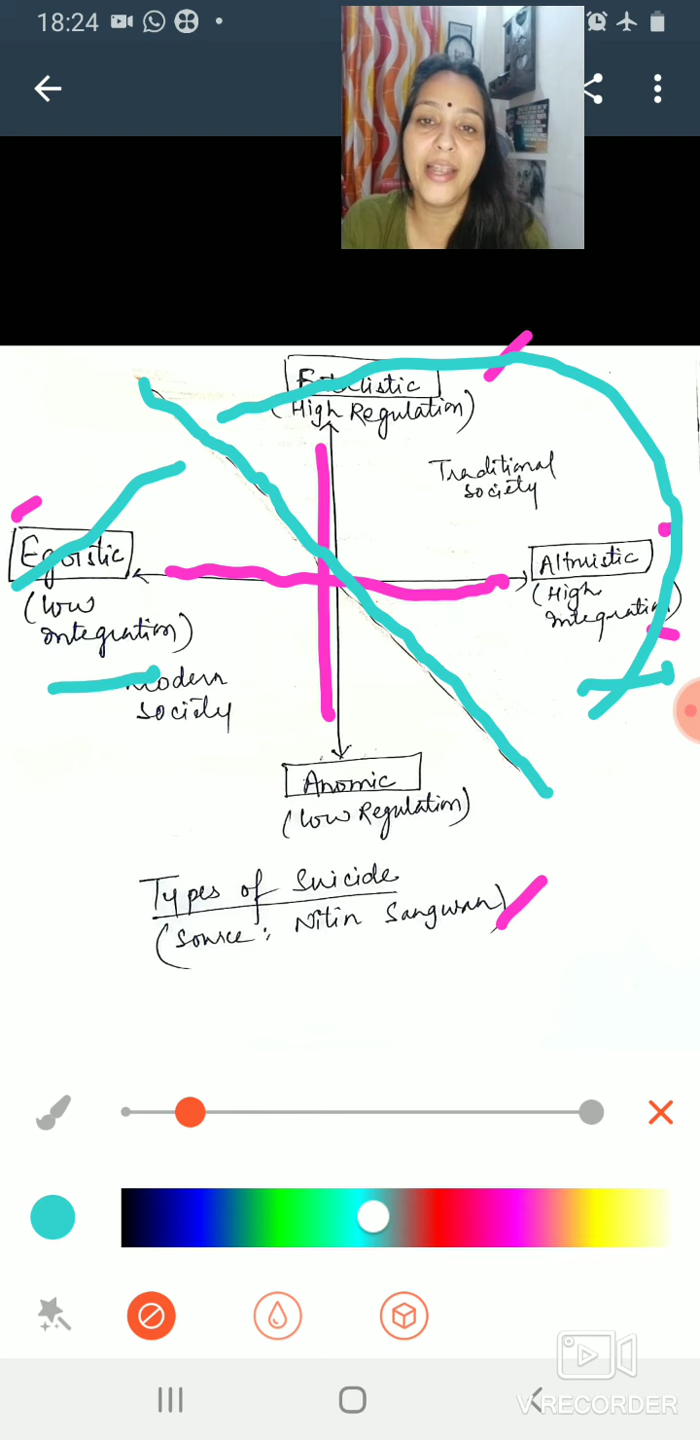 18:24
Fatalistic
(High Regulation)
Traditional
society
Egoistic
(low
integration)
Altruistic
(High
integration)
Modern
society
Anomic
(low Regulation)
Types of Suicide
(Source: Nitin Sangwan)
V RECORDER